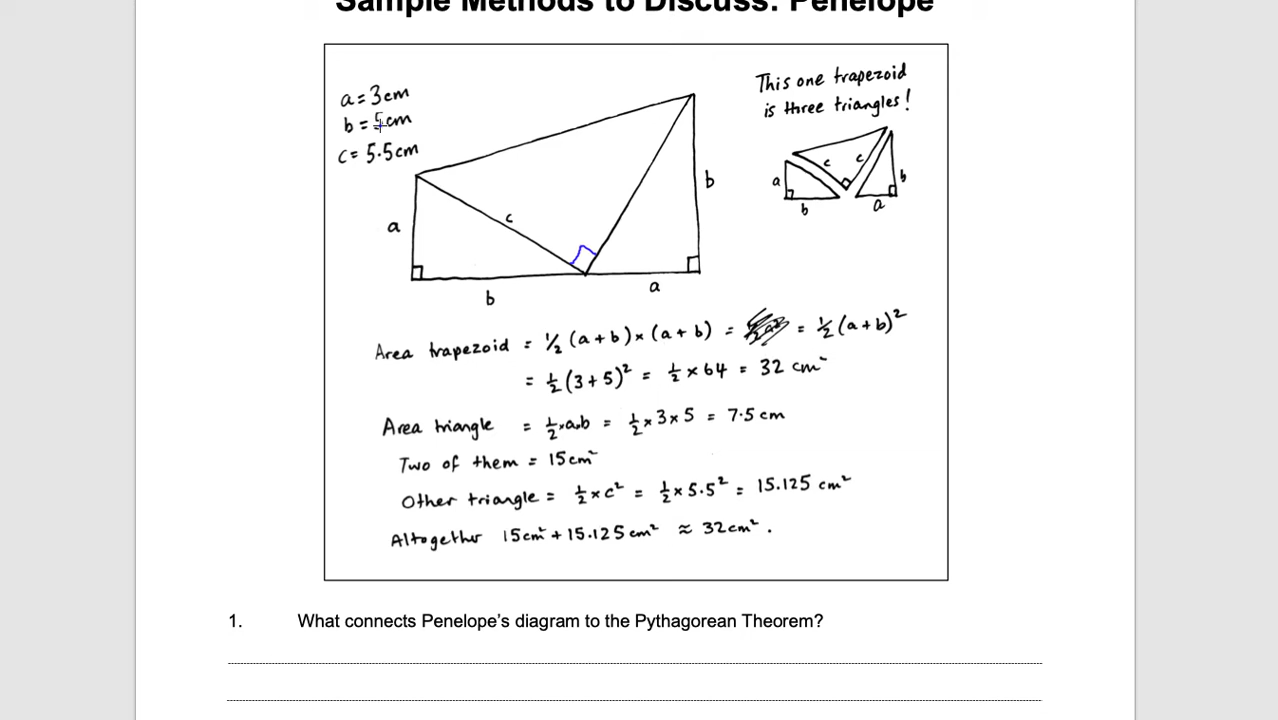 Sample Methods to Discuss: Penelope
a = 3cm
b = 5cm
c = 5.5cm
This one trapezoid
is three triangles!
a
b
c
b
a
a
b
c
c
b
a
Area trapezoid = ½ (a + b) × (a + b) = = ½ (a + b)²
= ½ (3 + 5)² = ½ × 64 = 32 cm²
Area triangle = ½ × a × b = ½ × 3 × 5 = 7.5 cm
Two of them = 15cm²
Other triangle = ½ × c² = ½ × 5.5² = 15.125 cm²
Altogether 15cm² + 15.125 cm² ≈ 32cm².
1. What connects Penelope’s diagram to the Pythagorean Theorem?